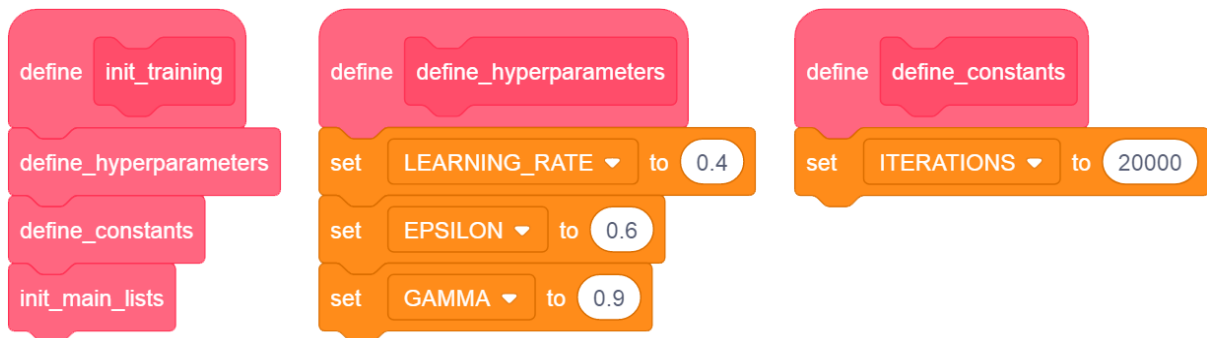 define init_training
define_hyperparameters
define_constants
init_main_lists
define define_hyperparameters
set LEARNING_RATE to 0.4
set EPSILON to 0.6
set GAMMA to 0.9
define define_constants
set ITERATIONS to 20000